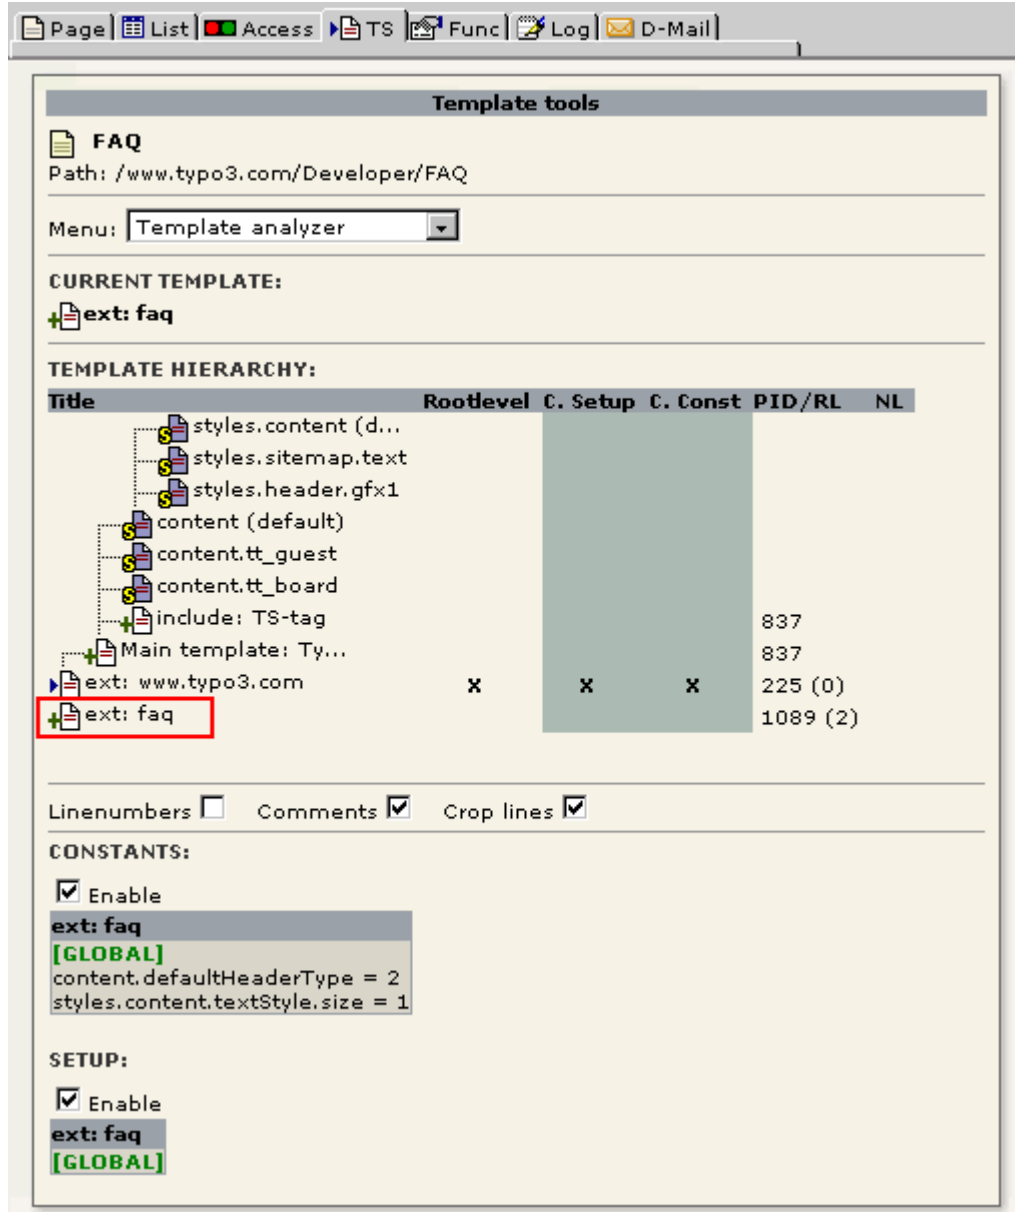 Page List Access TS Func Log D-Mail
Template tools
FAQ
Path: /www.typo3.com/Developer/FAQ
Menu: Template analyzer
CURRENT TEMPLATE:
ext: faq
TEMPLATE HIERARCHY:
Title Rootlevel C. Setup C. Const PID/RL NL
styles.content (d...
styles.sitemap.text
styles.header.gfx1
content (default)
content.tt_guest
content.tt_board
include: TS-tag 837
Main template: Ty... 837
ext: www.typo3.com x x x 225 (0)
ext: faq 1089 (2)
Linenumbers Comments Crop lines
CONSTANTS:
Enable
ext: faq
[GLOBAL]
content.defaultHeaderType = 2
styles.content.textStyle.size = 1
SETUP:
Enable
ext: faq
[GLOBAL]